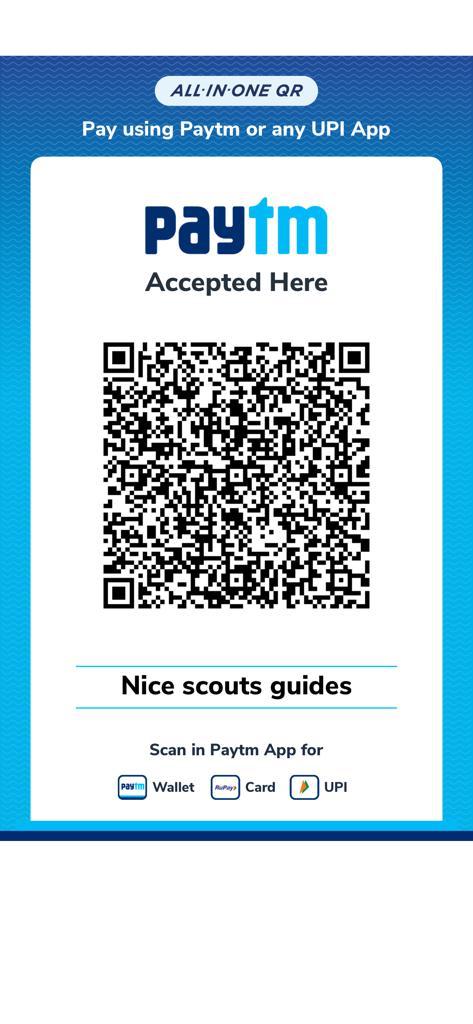 ALL·IN·ONE QR
Pay using Paytm or any UPI App
paytm
Accepted Here
Nice scouts guides
Scan in Paytm App for
paytm Wallet RuPay Card UPI